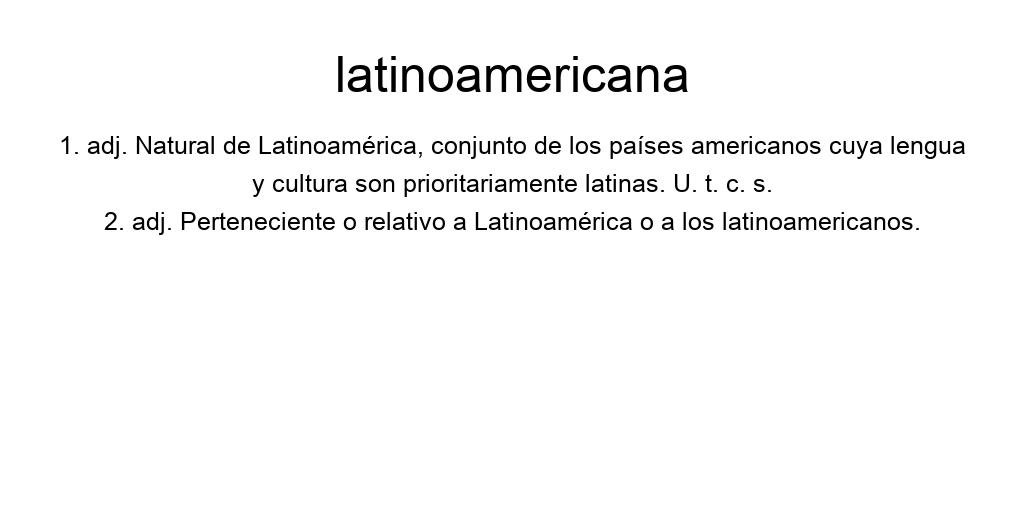 latinoamericana
1. adj. Natural de Latinoamérica, conjunto de los países americanos cuya lengua
y cultura son prioritariamente latinas. U. t. c. s.
2. adj. Perteneciente o relativo a Latinoamérica o a los latinoamericanos.